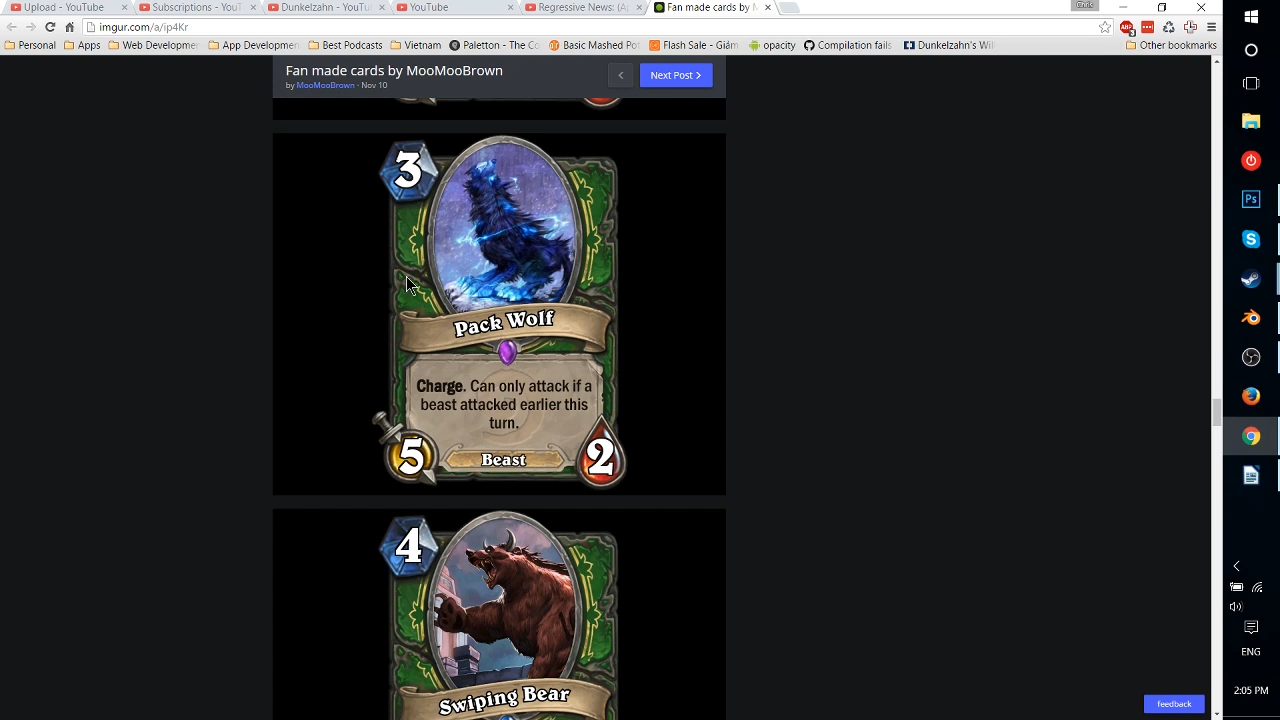 Upload - YouTube
Subscriptions - YouT
Dunkelzahn - YouTu
YouTube
Regressive News: (A
Fan made cards by M
Chris
imgur.com/a/ip4Kr
Personal
Apps
Web Developme
App Developmen
Best Podcasts
Vietnam
Paletton - The Co
Basic Mashed Po
Flash Sale - Giảm
opacity
Compilation fails
Dunkelzahn's Wil
Other bookmarks
Fan made cards by MooMooBrown
by MooMooBrown · Nov 10
Next Post
3
Pack Wolf
Charge. Can only attack if a
beast attacked earlier this
turn.
5
Beast
2
4
Swiping Bear
Ps
ENG
2:05 PM
feedback